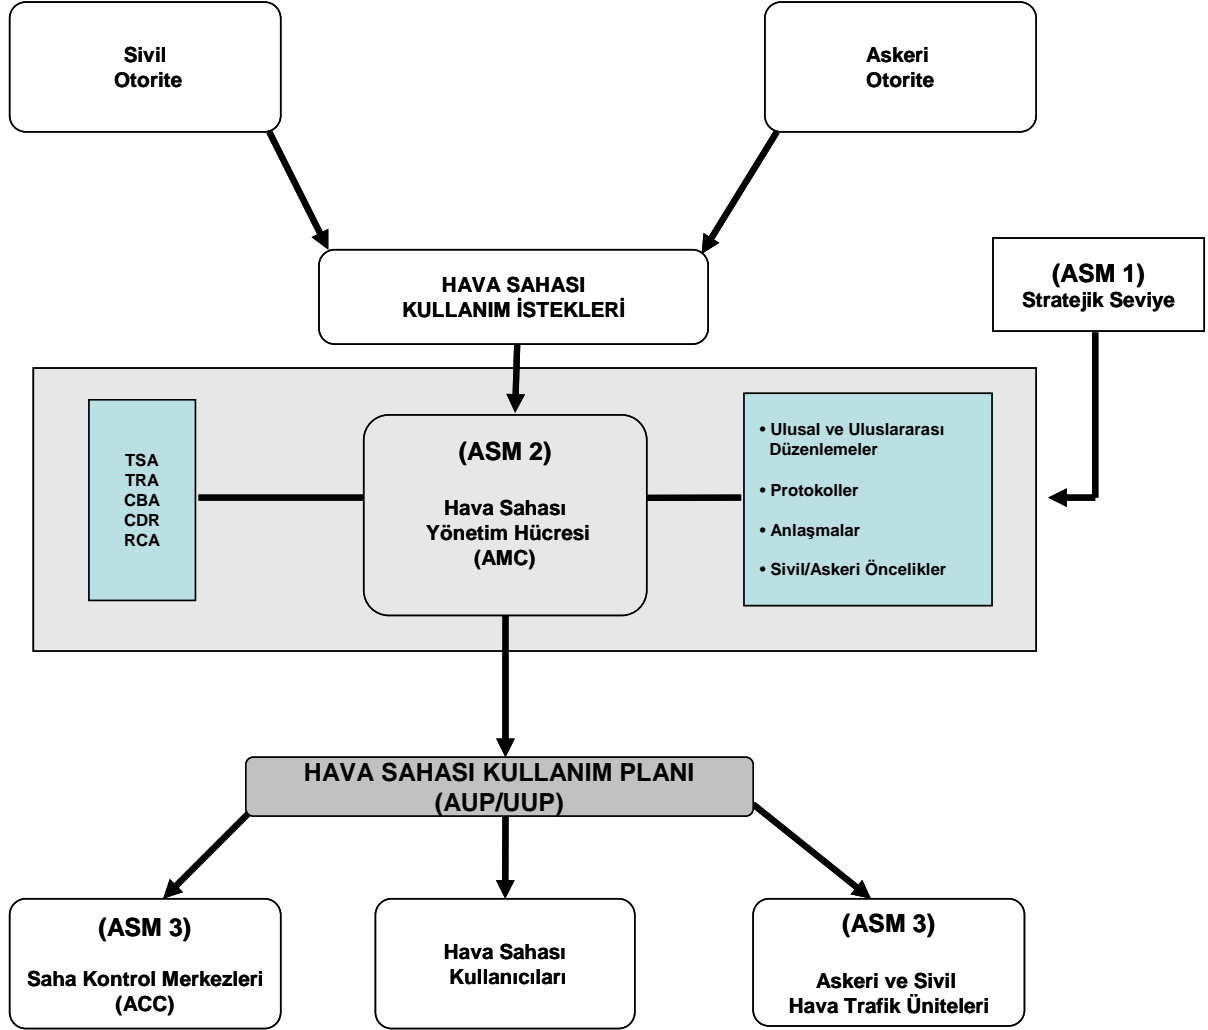 Sivil
Otorite
Askeri
Otorite
HAVA SAHASI
KULLANIM İSTEKLERİ
(ASM 1)
Stratejik Seviye
TSA
TRA
CBA
CDR
RCA
(ASM 2)
Hava Sahası
Yönetim Hücresi
(AMC)
• Ulusal ve Uluslararası
Düzenlemeler
• Protokoller
• Anlaşmalar
• Sivil/Askeri Öncelikler
HAVA SAHASI KULLANIM PLANI
(AUP/UUP)
(ASM 3)
Saha Kontrol Merkezleri
(ACC)
Hava Sahası
Kullanıcıları
(ASM 3)
Askeri ve Sivil
Hava Trafik Üniteleri